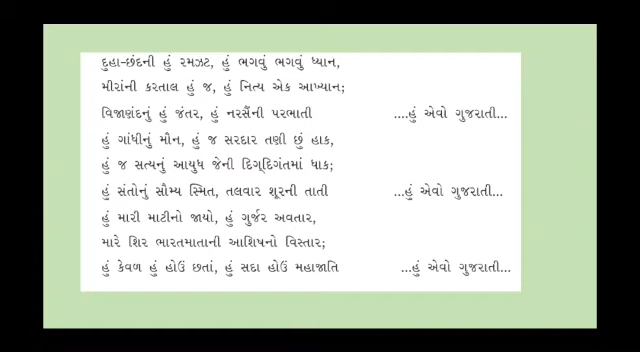 દુહા-છંદની હું રમઝટ, હું ભગવું ભગવું ધ્યાન,
મીરાંની કરતાલ હું જ, હું નિત્ય એક આખ્યાન;
વિજાણંદનું હું જંતર, હું નરસૈંની પરભાતી ....હું એવો ગુજરાતી...
હું ગાંધીનું મૌન, હું જ સરદાર તણી છું હાક,
હું જ સત્યનું આયુધ જેની દિગ્દિગંતમાં ધાક;
હું સંતોનું સૌમ્ય સ્મિત, તલવાર શૂરની તાતી ...હું એવો ગુજરાતી...
હું મારી માટીનો જાયો, હું ગુર્જર અવતાર,
મારે શિર ભારતમાતાની આશિષનો વિસ્તાર;
હું કેવળ હું હોઉં છતાં, હું સદા હોઉં મહાજાતિ ...હું એવો ગુજરાતી...